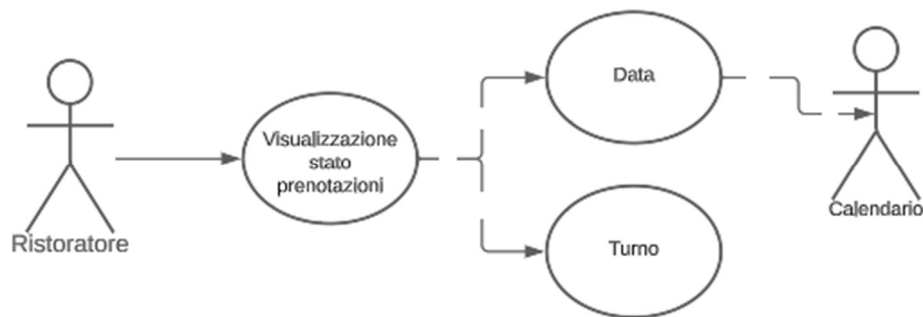 Ristoratore
Visualizzazione
stato
prenotazioni
Data
Turno
Calendario